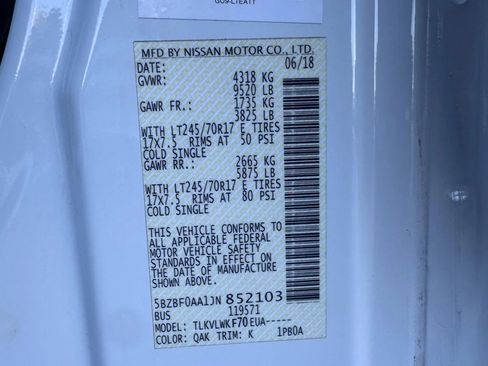 GO9-LTEATT
MFD BY NISSAN MOTOR CO., LTD.
DATE: 06/18
GVWR: 4318 KG
9520 LB
GAWR FR.: 1735 KG
3825 LB
WITH LT245/70R17 E TIRES
17X7.5 RIMS AT 50 PSI
COLD SINGLE
GAWR RR.: 2665 KG
5875 LB
WITH LT245/70R17 E TIRES
17X7.5 RIMS AT 80 PSI
COLD SINGLE
THIS VEHICLE CONFORMS TO
ALL APPLICABLE FEDERAL
MOTOR VEHICLE SAFETY
STANDARDS IN EFFECT ON
THE DATE OF MANUFACTURE
SHOWN ABOVE.
5BZBF0AA1JN852103
BUS 119571
MODEL: TLKVLWKF70EUA-----
COLOR: QAK TRIM: K 1PB0A